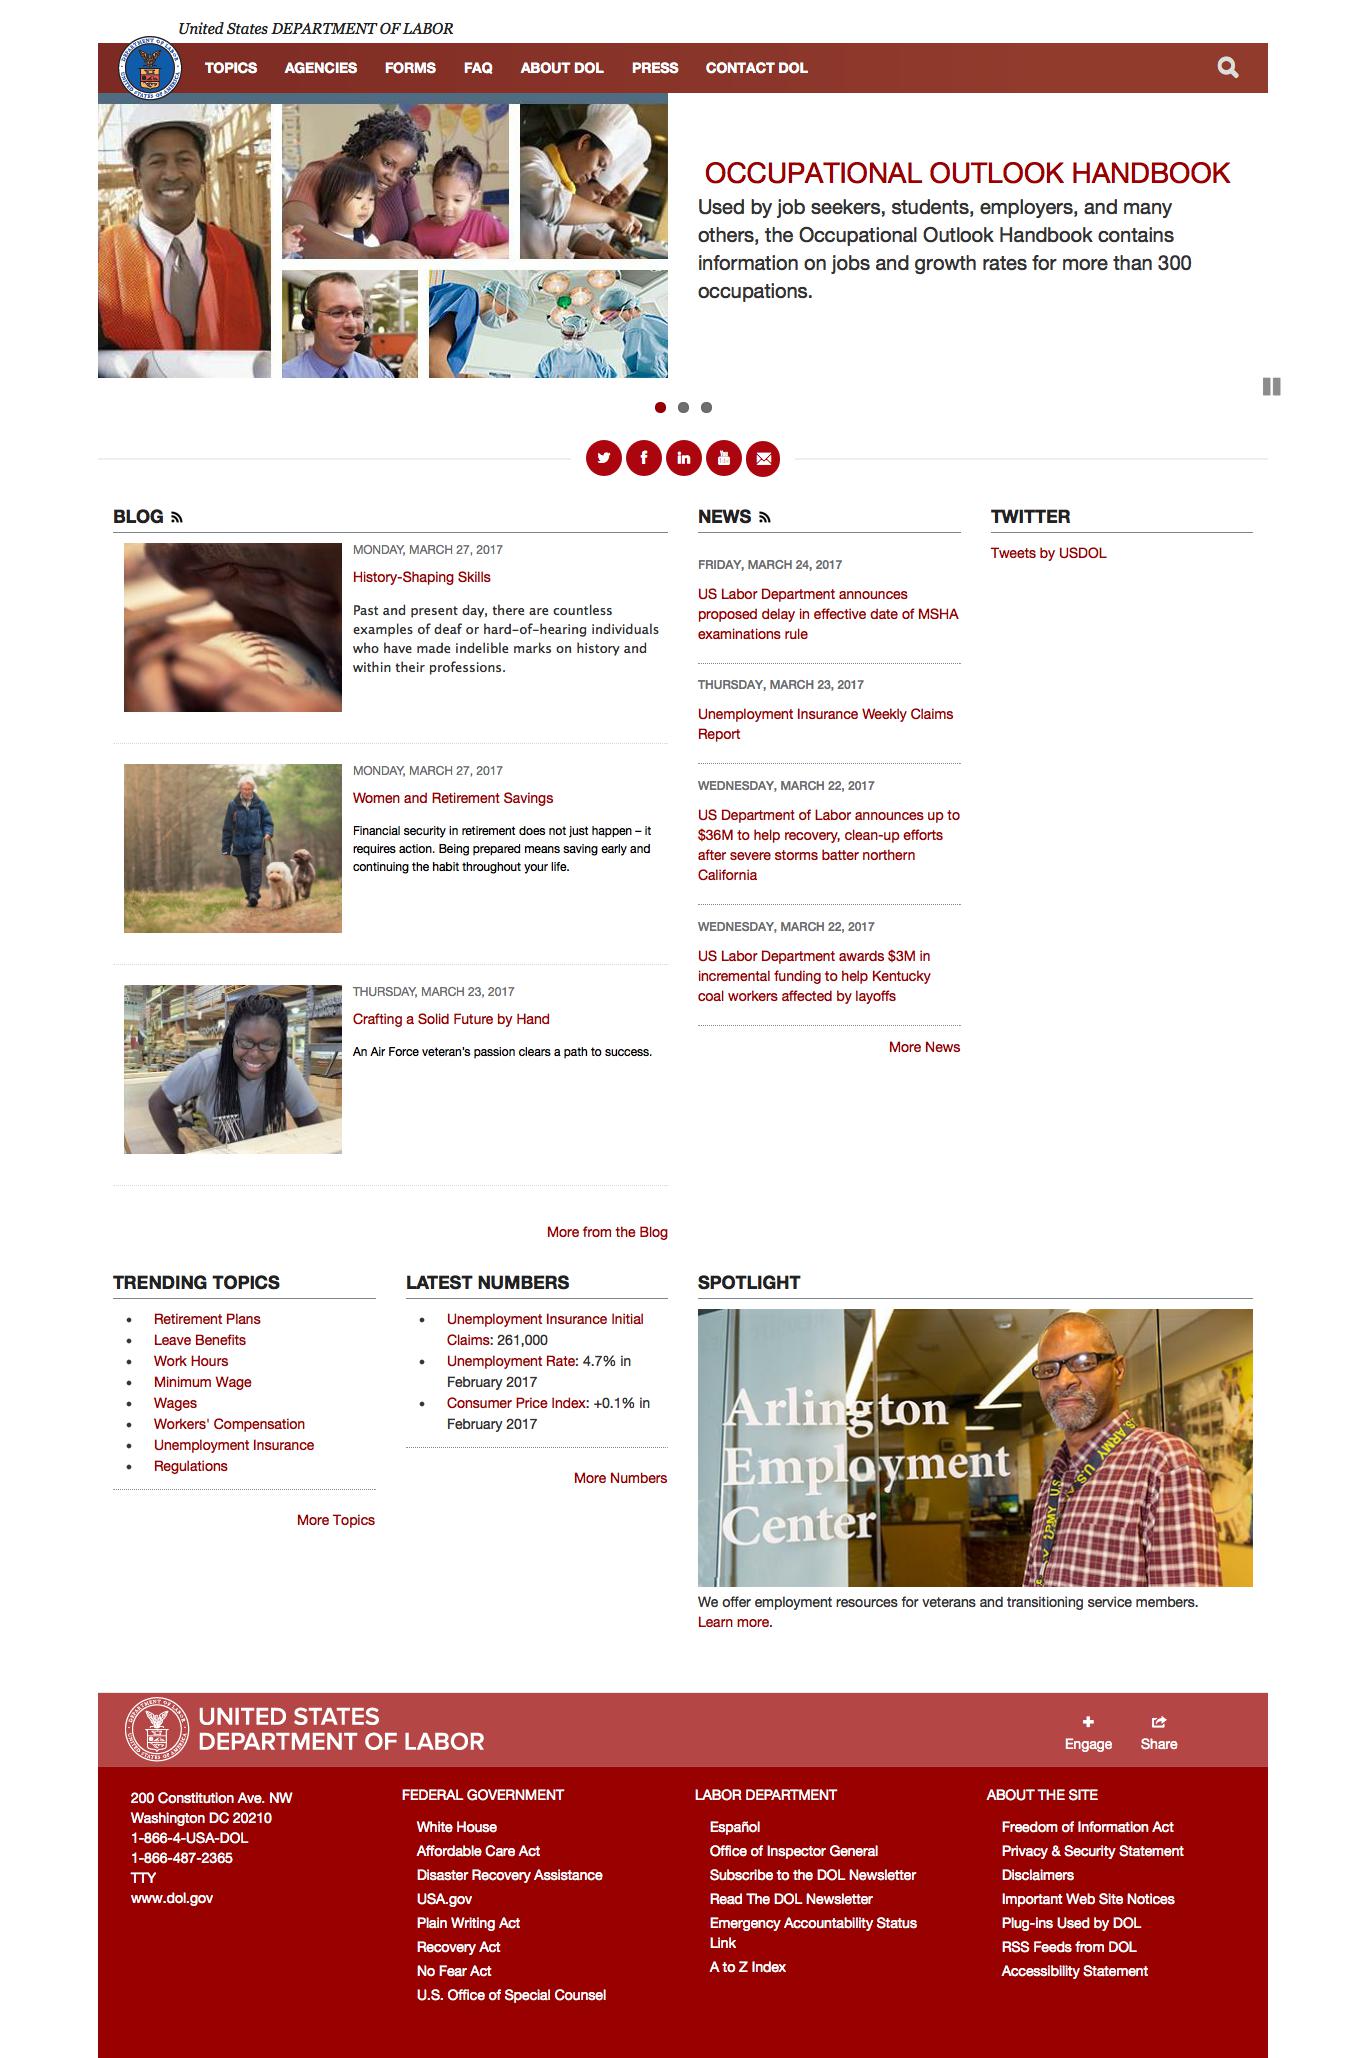 United States DEPARTMENT OF LABOR
DEPARTMENT OF LABOR
UNITED STATES OF AMERICA
TOPICS AGENCIES FORMS FAQ ABOUT DOL PRESS CONTACT DOL
OCCUPATIONAL OUTLOOK HANDBOOK
Used by job seekers, students, employers, and many
others, the Occupational Outlook Handbook contains
information on jobs and growth rates for more than 300
occupations.
BLOG
MONDAY, MARCH 27, 2017
History-Shaping Skills
Past and present day, there are countless
examples of deaf or hard-of-hearing individuals
who have made indelible marks on history and
within their professions.
MONDAY, MARCH 27, 2017
Women and Retirement Savings
Financial security in retirement does not just happen – it
requires action. Being prepared means saving early and
continuing the habit throughout your life.
THURSDAY, MARCH 23, 2017
Crafting a Solid Future by Hand
An Air Force veteran's passion clears a path to success.
More from the Blog
NEWS
FRIDAY, MARCH 24, 2017
US Labor Department announces
proposed delay in effective date of MSHA
examinations rule
THURSDAY, MARCH 23, 2017
Unemployment Insurance Weekly Claims
Report
WEDNESDAY, MARCH 22, 2017
US Department of Labor announces up to
$36M to help recovery, clean-up efforts
after severe storms batter northern
California
WEDNESDAY, MARCH 22, 2017
US Labor Department awards $3M in
incremental funding to help Kentucky
coal workers affected by layoffs
More News
TWITTER
Tweets by USDOL
TRENDING TOPICS
Retirement Plans
Leave Benefits
Work Hours
Minimum Wage
Wages
Workers' Compensation
Unemployment Insurance
Regulations
More Topics
LATEST NUMBERS
Unemployment Insurance Initial
Claims: 261,000
Unemployment Rate: 4.7% in
February 2017
Consumer Price Index: +0.1% in
February 2017
More Numbers
SPOTLIGHT
Arlington
Employment
Center
U.S. ARMY
U.S. ARMY
We offer employment resources for veterans and transitioning service members.
Learn more.
DEPARTMENT OF LABOR
UNITED STATES OF AMERICA
UNITED STATES
DEPARTMENT OF LABOR
Engage
Share
200 Constitution Ave. NW
Washington DC 20210
1-866-4-USA-DOL
1-866-487-2365
TTY
www.dol.gov
FEDERAL GOVERNMENT
White House
Affordable Care Act
Disaster Recovery Assistance
USA.gov
Plain Writing Act
Recovery Act
No Fear Act
U.S. Office of Special Counsel
LABOR DEPARTMENT
Español
Office of Inspector General
Subscribe to the DOL Newsletter
Read The DOL Newsletter
Emergency Accountability Status
Link
A to Z Index
ABOUT THE SITE
Freedom of Information Act
Privacy & Security Statement
Disclaimers
Important Web Site Notices
Plug-ins Used by DOL
RSS Feeds from DOL
Accessibility Statement